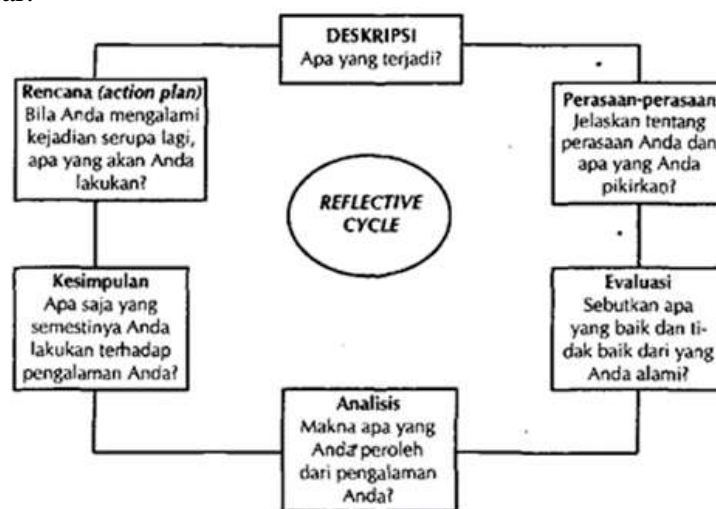 DESKRIPSI
Apa yang terjadi?
Perasaan-perasaan
Jelaskan tentang
perasaan Anda dan
apa yang Anda
pikirkan?
Evaluasi
Sebutkan apa
yang baik dan ti-
dak baik dari yang
Anda alami?
Analisis
Makna apa yang
Anda peroleh
dari pengalaman
Anda?
Kesimpulan
Apa saja yang
semestinya Anda
lakukan terhadap
pengalaman Anda?
Rencana (action plan)
Bila Anda mengalami
kejadian serupa lagi,
apa yang akan Anda
lakukan?
REFLECTIVE
CYCLE